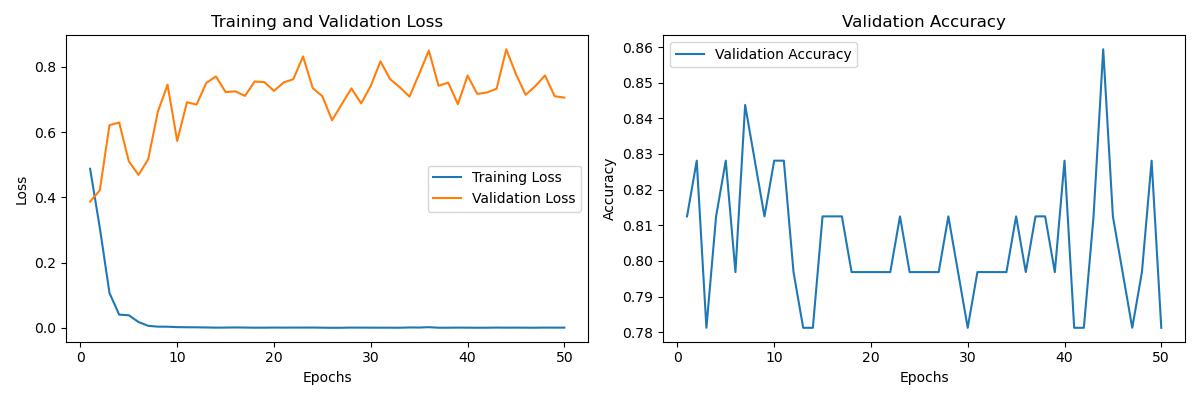 Training and Validation Loss
0.8
0.6
0.4
0.2
0.0
Loss
Training Loss
Validation Loss
0 10 20 30 40 50
Epochs
Validation Accuracy
0.86
0.85
0.84
0.83
0.82
0.81
0.80
0.79
0.78
Accuracy
Validation Accuracy
0 10 20 30 40 50
Epochs